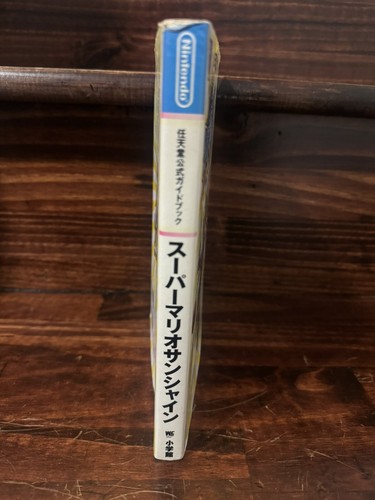 Nintendo
任天堂公式ガイドブック
スーパーマリオサンシャイン
小学館